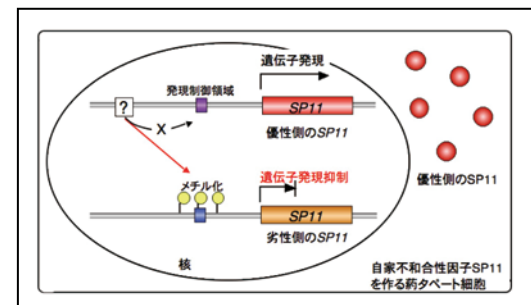 遺伝子発現
発現制御領域
?
X
SP11
優性側のSP11
優性側のSP11
遺伝子発現抑制
メチル化
SP11
劣性側のSP11
核
自家不和合性因子SP11
を作る葯タペート細胞